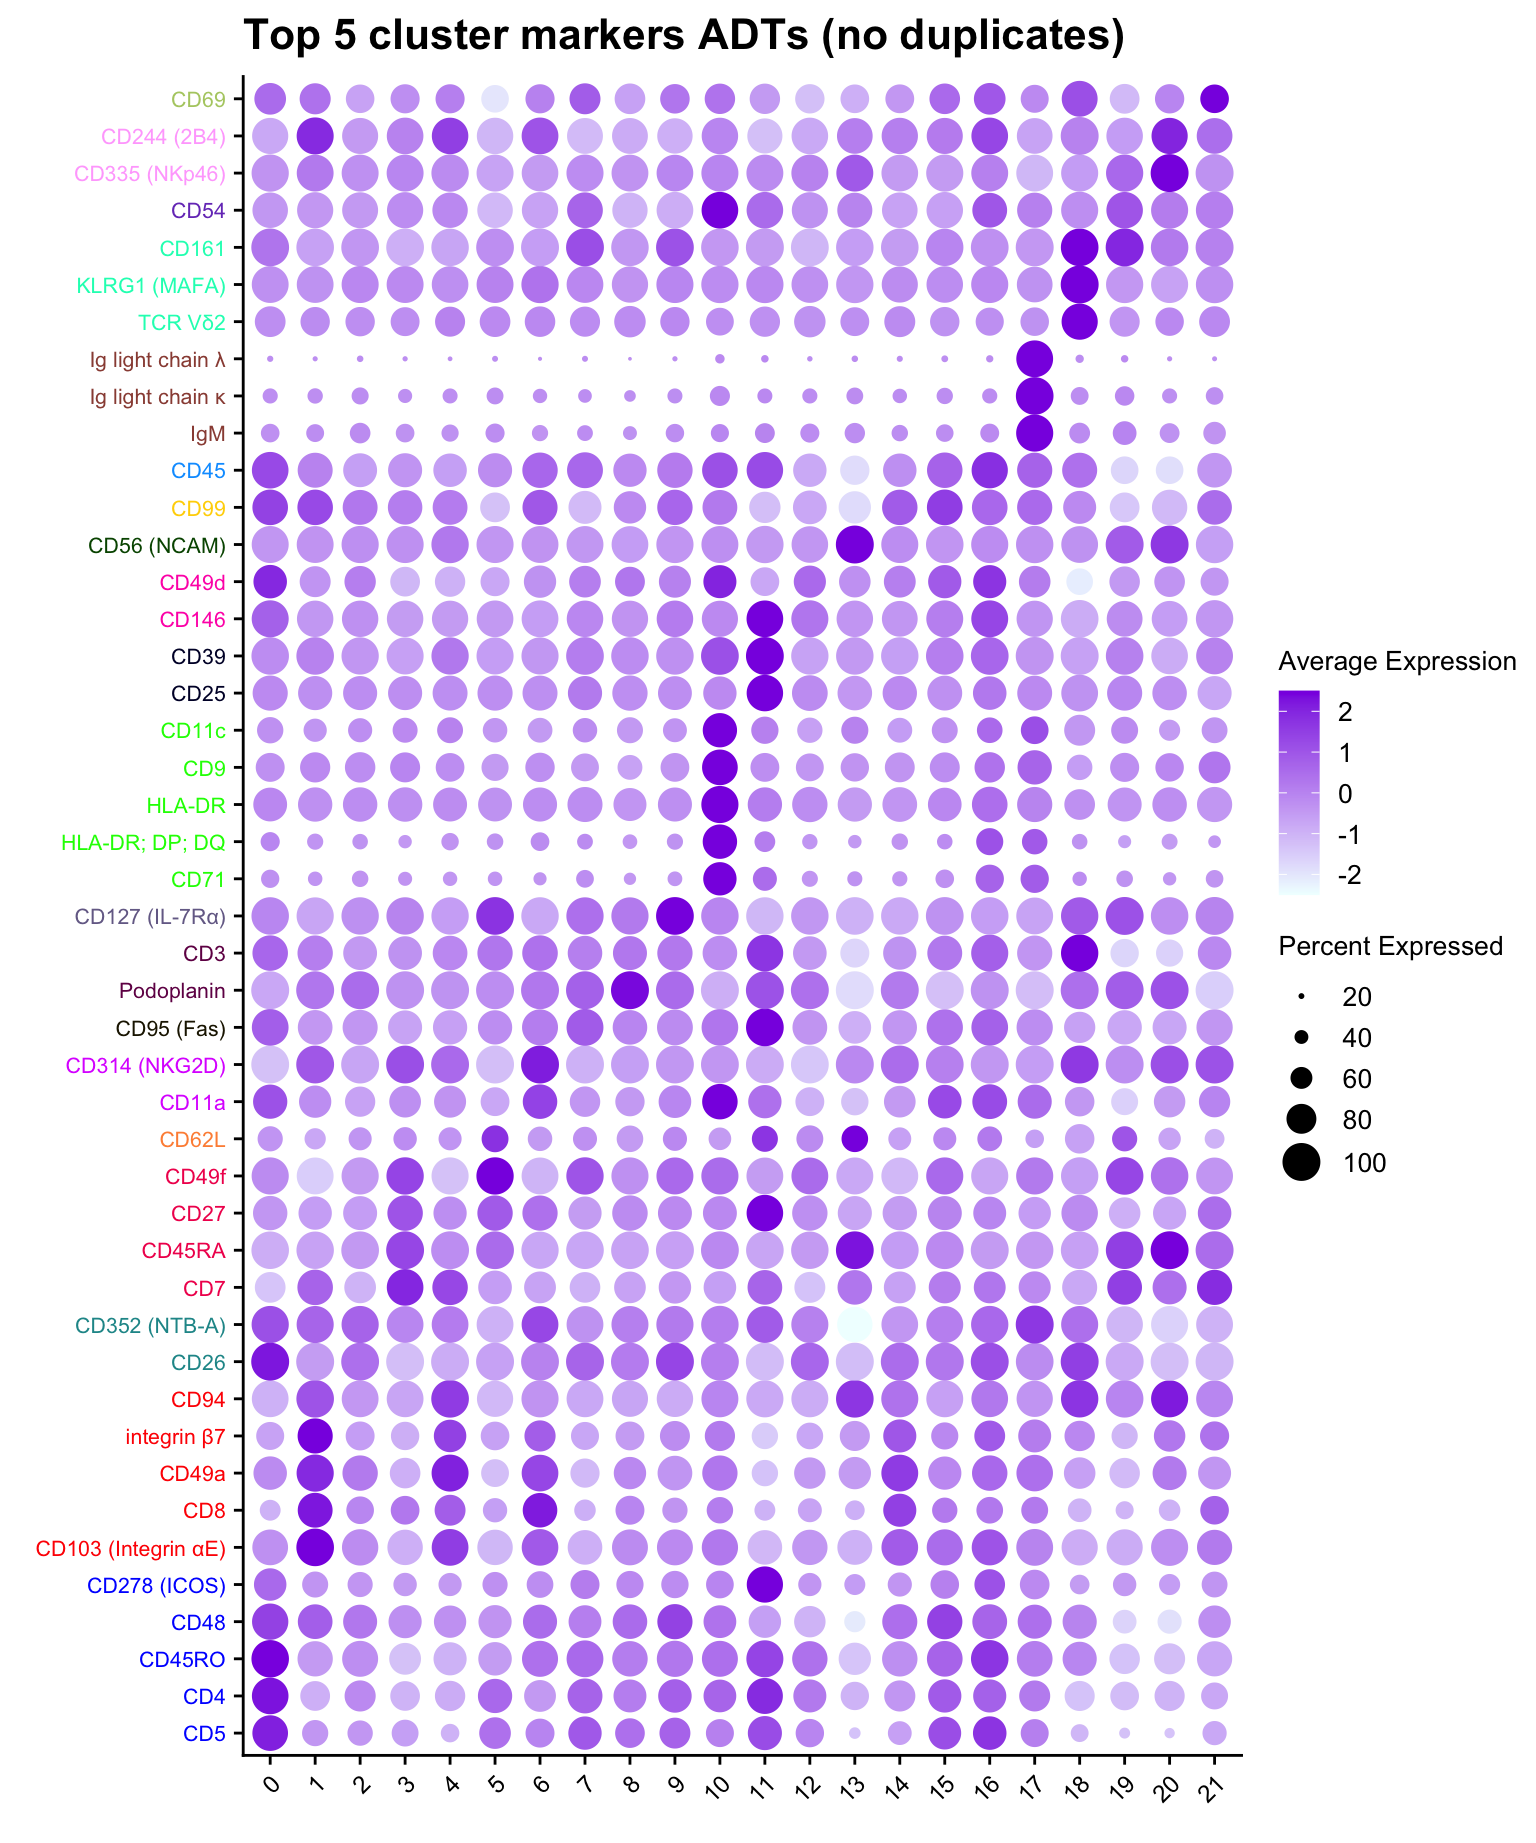 Top 5 cluster markers ADTs (no duplicates)
CD69
CD244 (2B4)
CD335 (NKp46)
CD54
CD161
KLRG1 (MAFA)
TCR Vδ2
Ig light chain λ
Ig light chain κ
IgM
CD45
CD99
CD56 (NCAM)
CD49d
CD146
CD39
CD25
CD11c
CD9
HLA-DR
HLA-DR; DP; DQ
CD71
CD127 (IL-7Rα)
CD3
Podoplanin
CD95 (Fas)
CD314 (NKG2D)
CD11a
CD62L
CD49f
CD27
CD45RA
CD7
CD352 (NTB-A)
CD26
CD94
integrin β7
CD49a
CD8
CD103 (Integrin αE)
CD278 (ICOS)
CD48
CD45RO
CD4
CD5
0 1 2 3 4 5 6 7 8 9 10 11 12 13 14 15 16 17 18 19 20 21
Average Expression
2
1
0
-1
-2
Percent Expressed
20
40
60
80
100